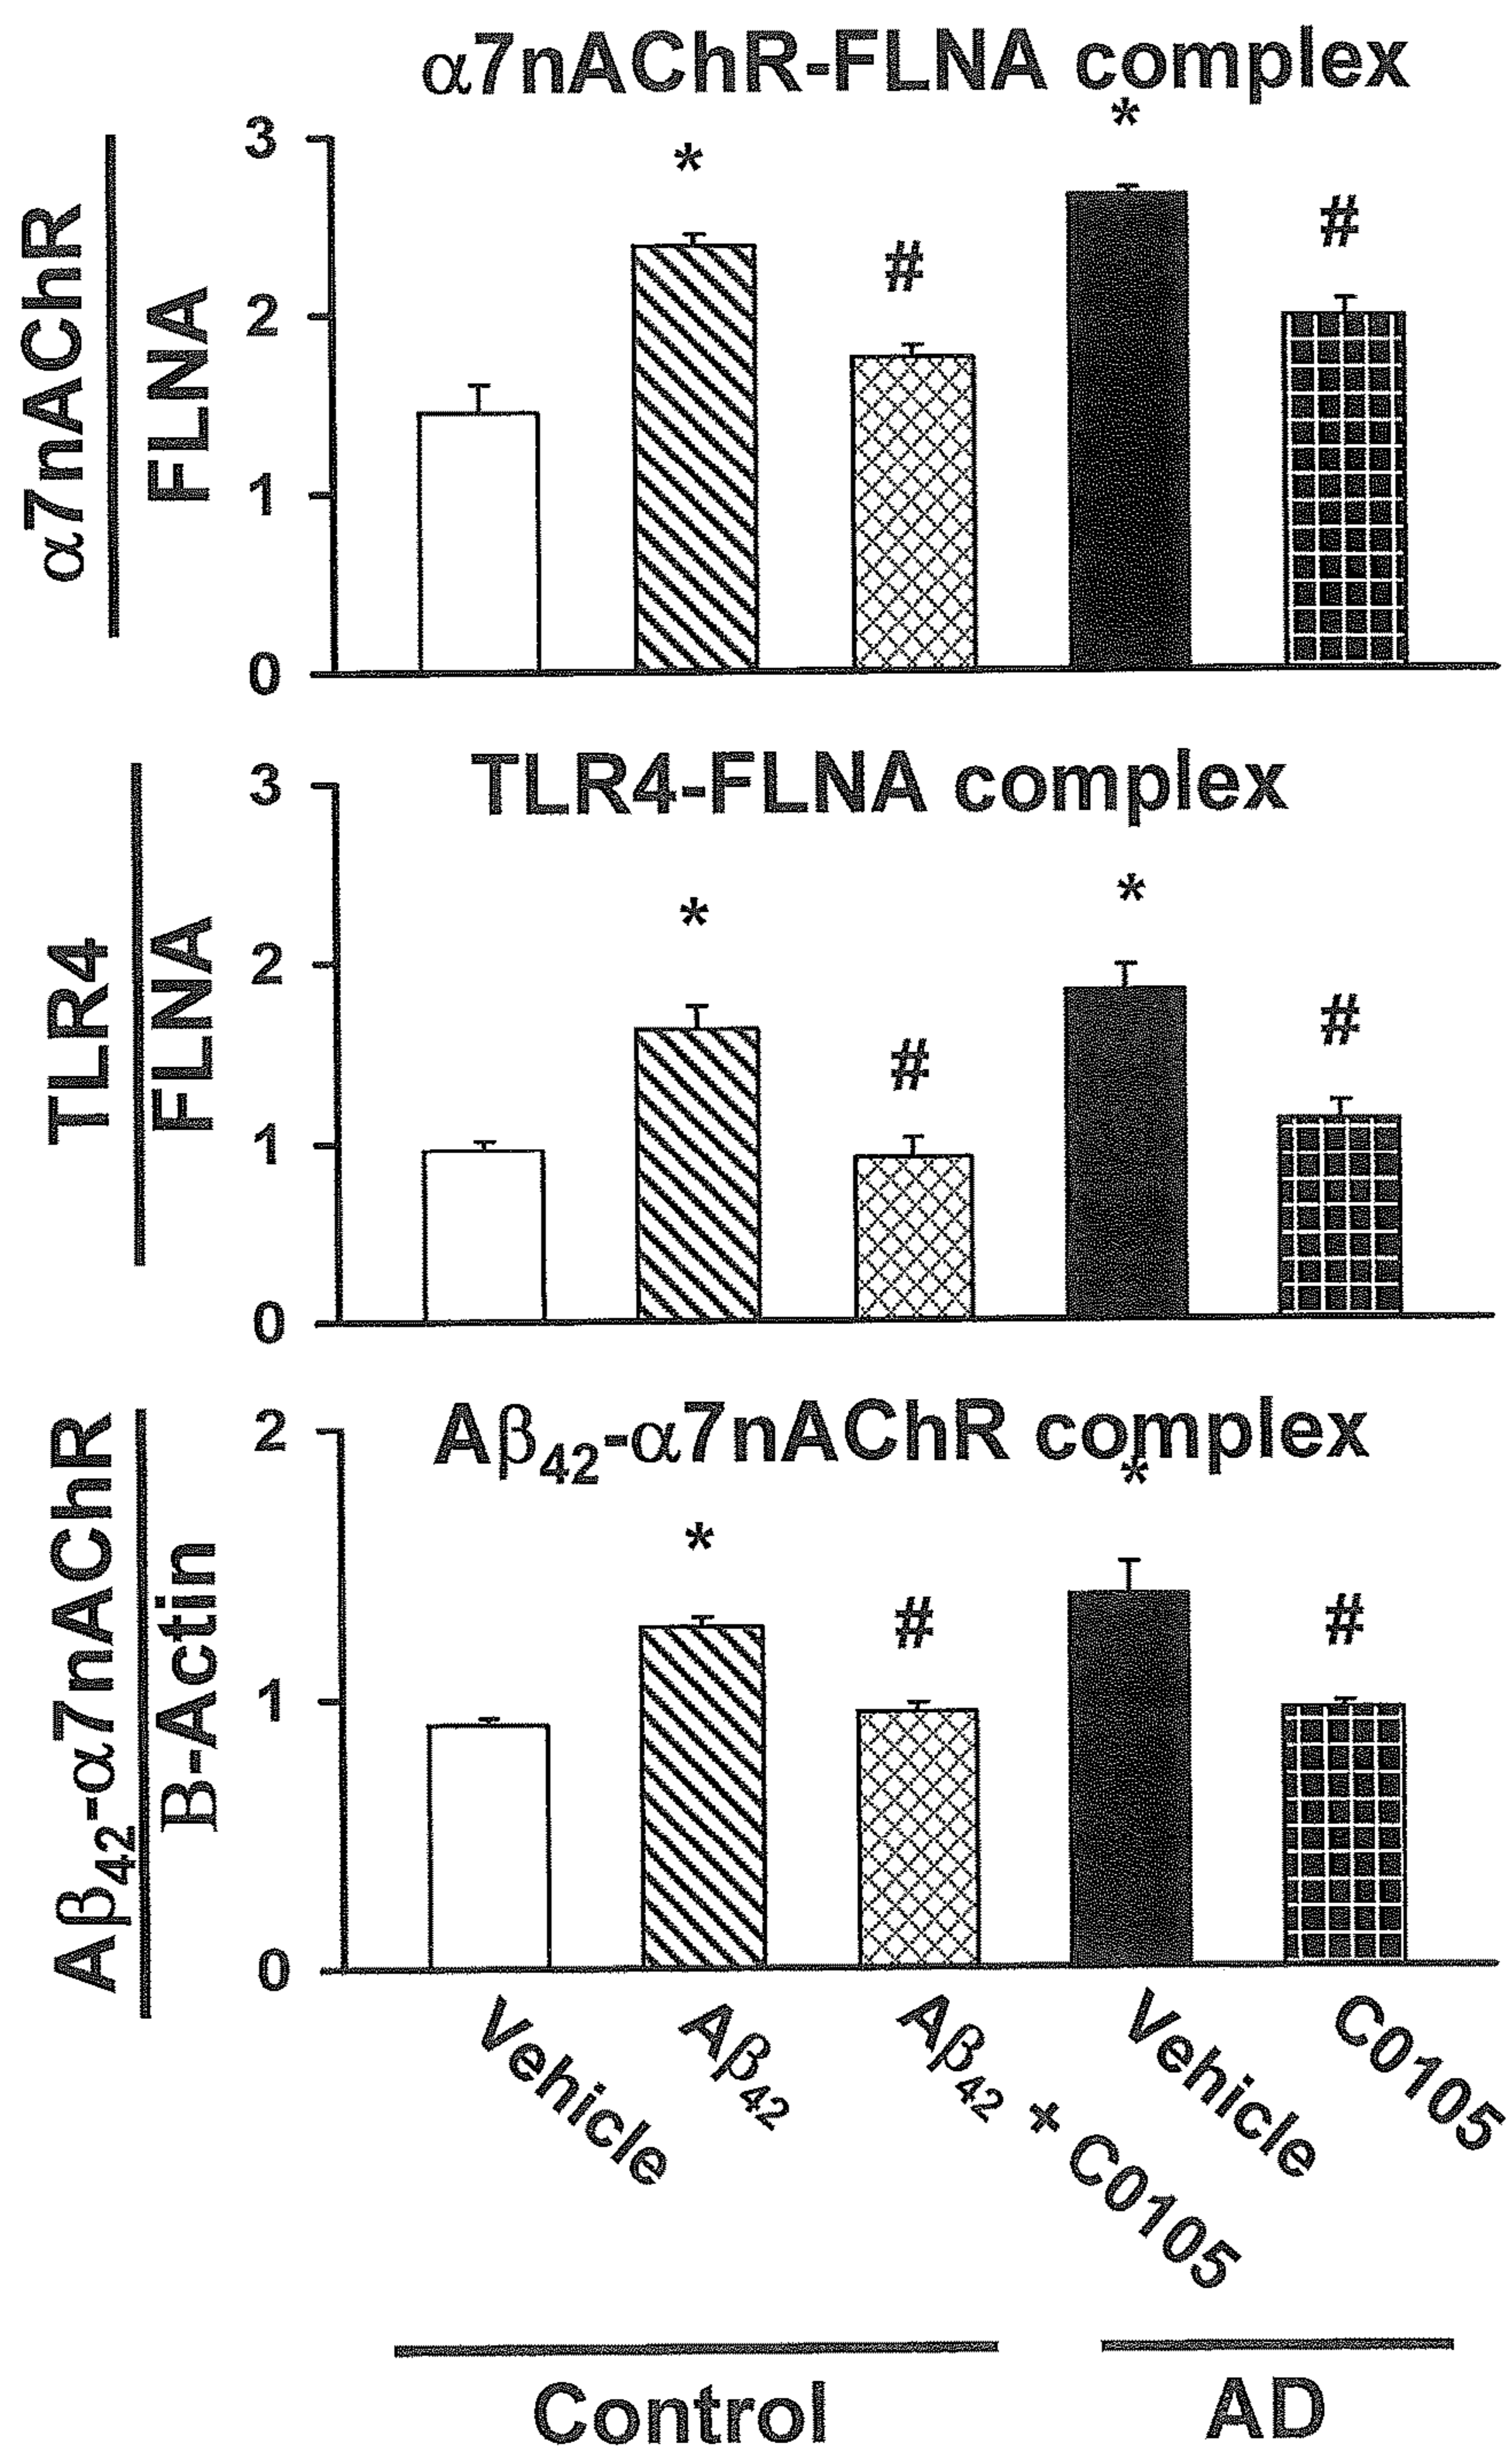 α7nAChR-FLNA complex
α7nAChR
FLNA
3
2
1
0
*
#
*
#
TLR4-FLNA complex
TLR4
FLNA
3
2
1
0
*
#
*
#
Aβ42-α7nAChR complex
Aβ42-α7nAChR
B-Actin
2
1
0
*
#
*
#
Vehicle
Aβ42
Aβ42 + C0105
Vehicle
C0105
Control
AD